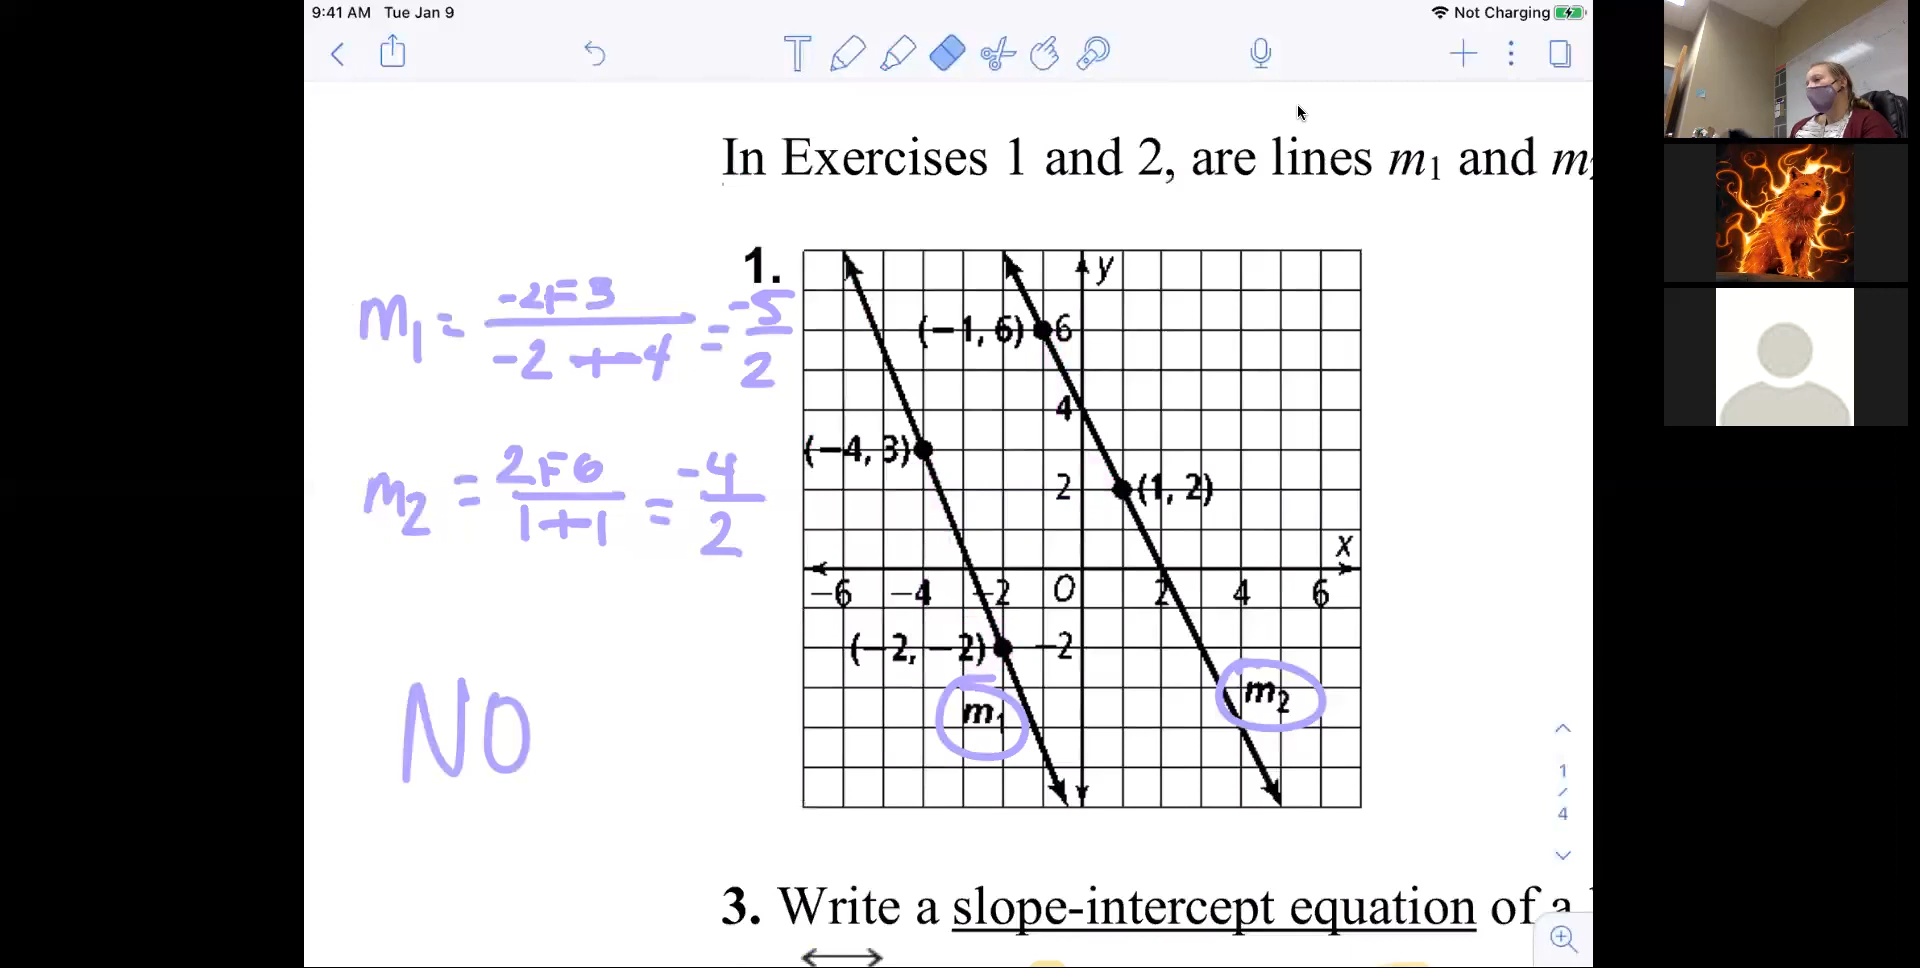 9:41 AM Tue Jan 9
Not Charging
T
In Exercises 1 and 2, are lines m₁ and m
1.
y
m₁ = -2+-3 / -2+-4 = -5/2
(−1, 6) 6
4
(−4, 3)
m₂ = 2+-6 / 1+1 = -4/2
2 (1, 2)
x
−6 −4 −2 O 2 4 6
(−2, −2) −2
m₁ m₂
NO
1
/
4
3. Write a slope-intercept equation of a